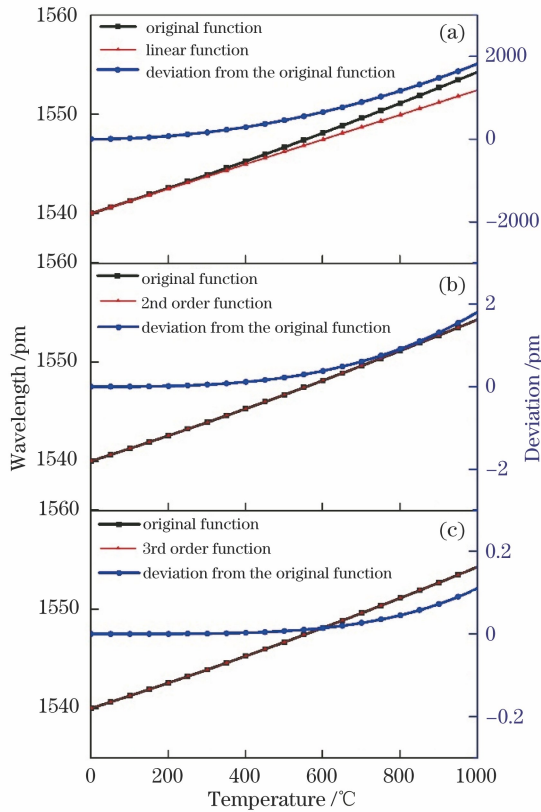 1560
original function
(a)
linear function
2000
deviation from the original function
1550
0
1540
−2000
1560
original function
(b)
2nd order function
2
deviation from the original function
1550
0
1540
−2
1560
original function
(c)
3rd order function
0.2
deviation from the original function
1550
0
1540
−0.2
0 200 400 600 800 1000
Temperature /℃
Wavelength /pm
Deviation /pm